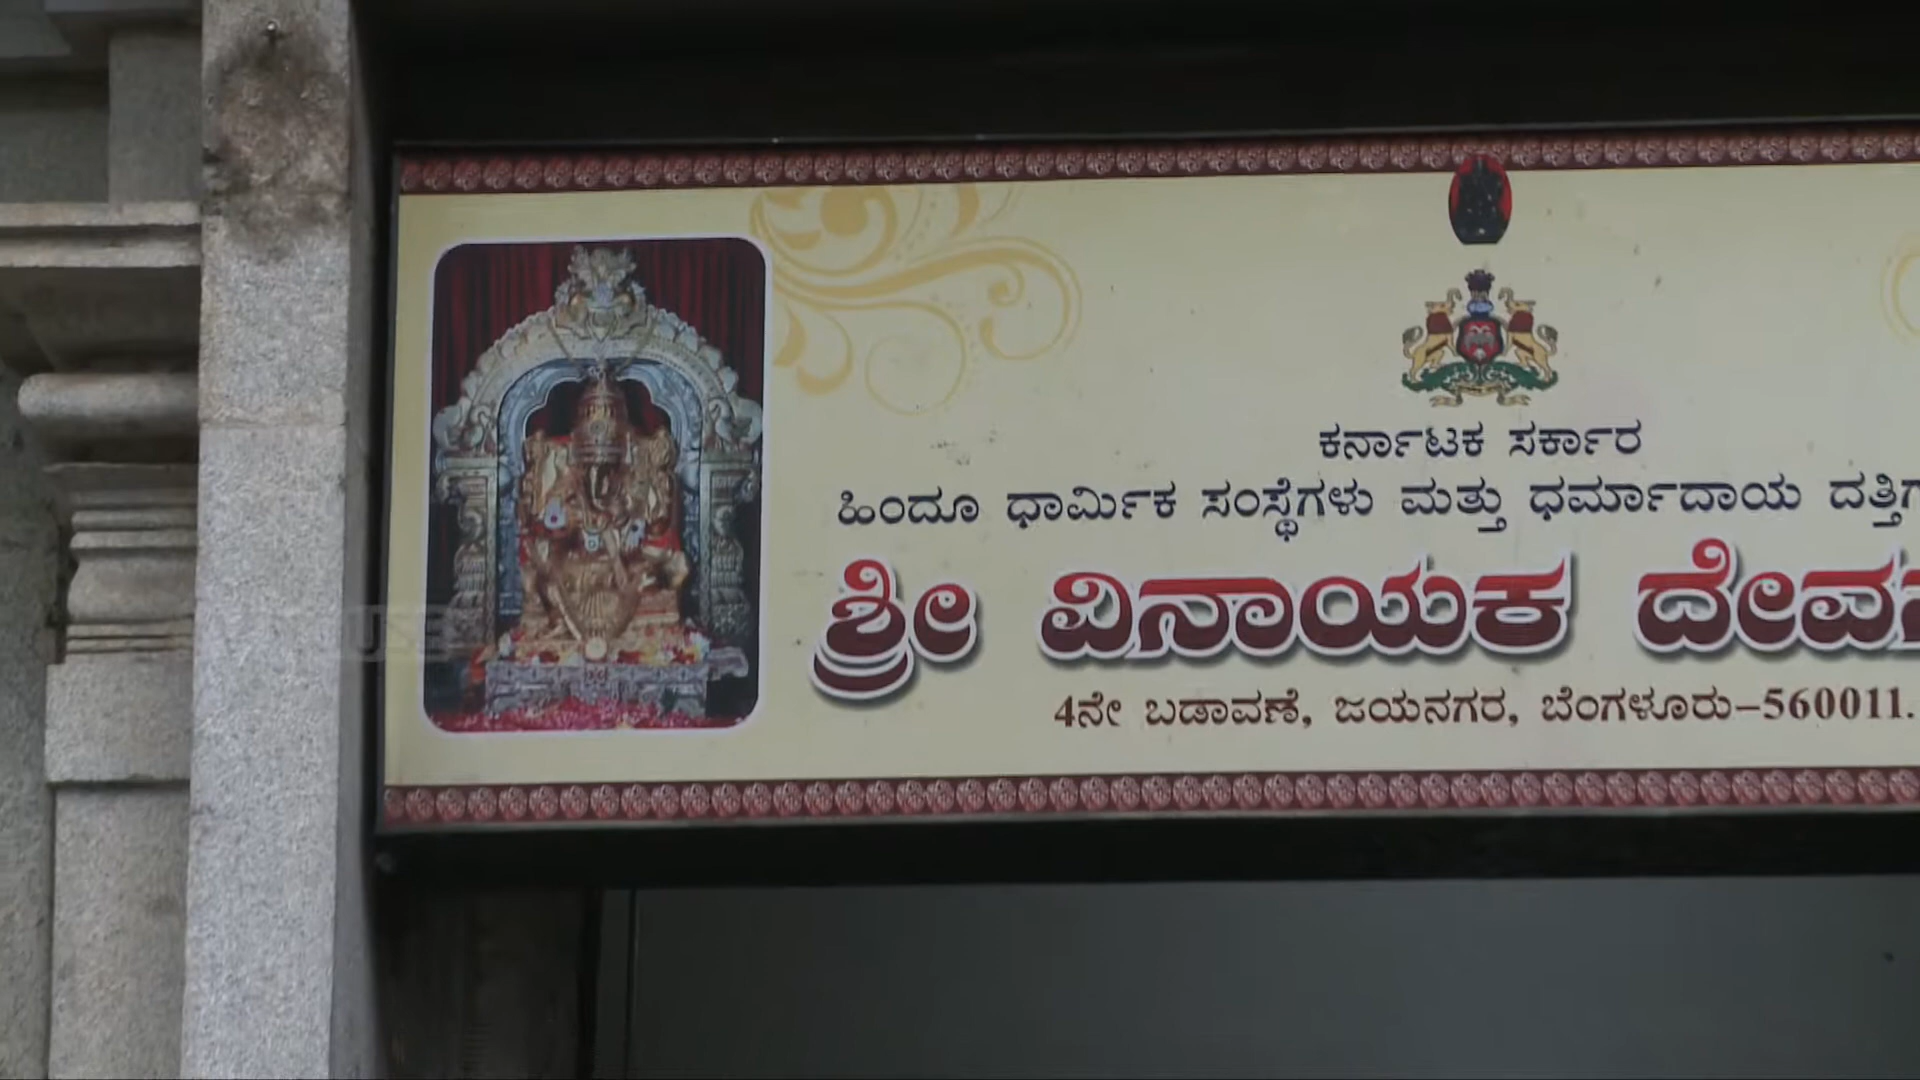 ಕರ್ನಾಟಕ ಸರ್ಕಾರ
ಹಿಂದೂ ಧಾರ್ಮಿಕ ಸಂಸ್ಥೆಗಳು ಮತ್ತು ಧರ್ಮಾದಾಯ
ಶ್ರೀ ವಿನಾಯಕ
4ನೇ ಬಡಾವಣೆ, ಜಯನಗರ, ಬೆಂಗಳೂರು-560011.